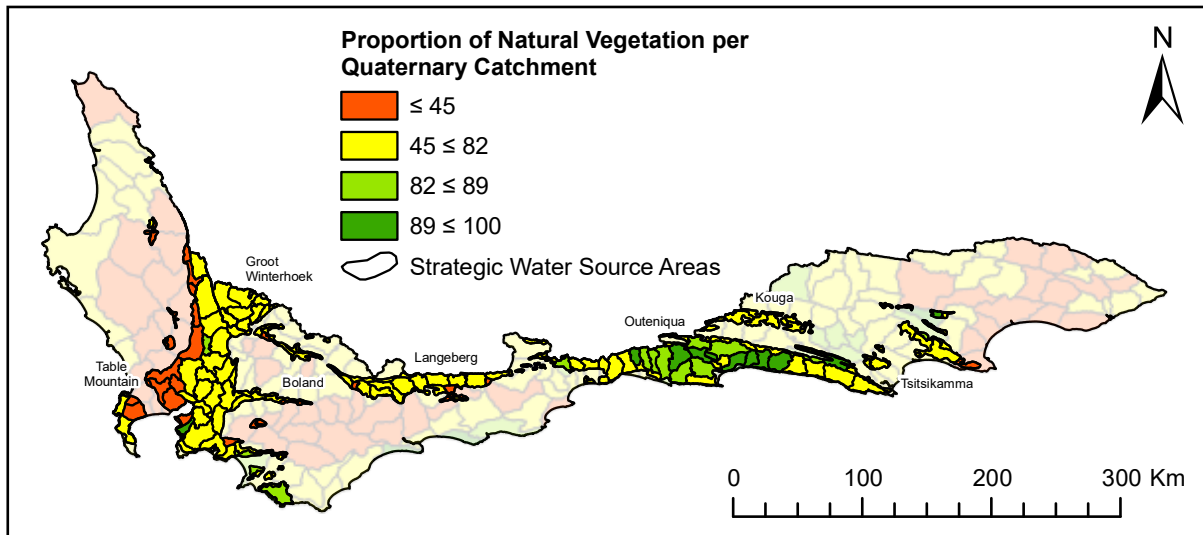 Proportion of Natural Vegetation per
Quaternary Catchment
≤ 45
45 ≤ 82
82 ≤ 89
89 ≤ 100
Strategic Water Source Areas
N
Groot
Winterhoek
Kouga
Outeniqua
Langeberg
Table
Mountain
Boland
Tsitsikamma
0 100 200 300 Km